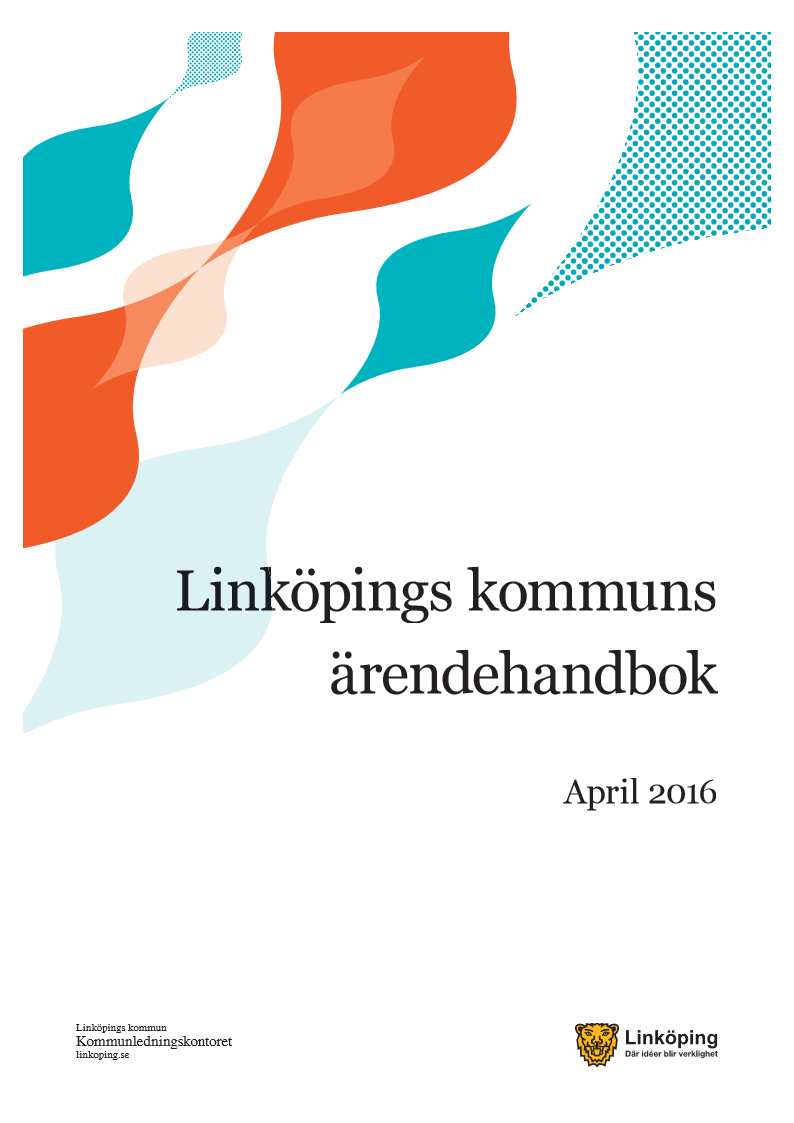 Linköpings kommuns
ärendehandbok
April 2016
Linköpings kommun
Kommunledningskontoret
linkoping.se
Linköping
Där idéer blir verklighet